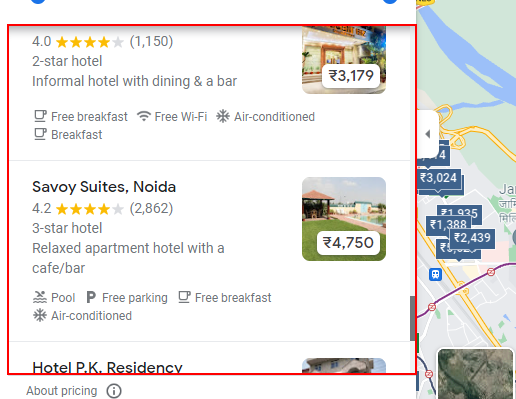 4.0 ★★★★★ (1,150)
2-star hotel
Informal hotel with dining & a bar
₹3,179
Free breakfast Free Wi-Fi Air-conditioned
Breakfast
Savoy Suites, Noida
4.2 ★★★★★ (2,862)
3-star hotel
Relaxed apartment hotel with a
cafe/bar
₹4,750
Pool P Free parking Free breakfast
Air-conditioned
Hotel P.K. Residency
About pricing
₹3,024
₹1,935
₹1,388
₹2,439